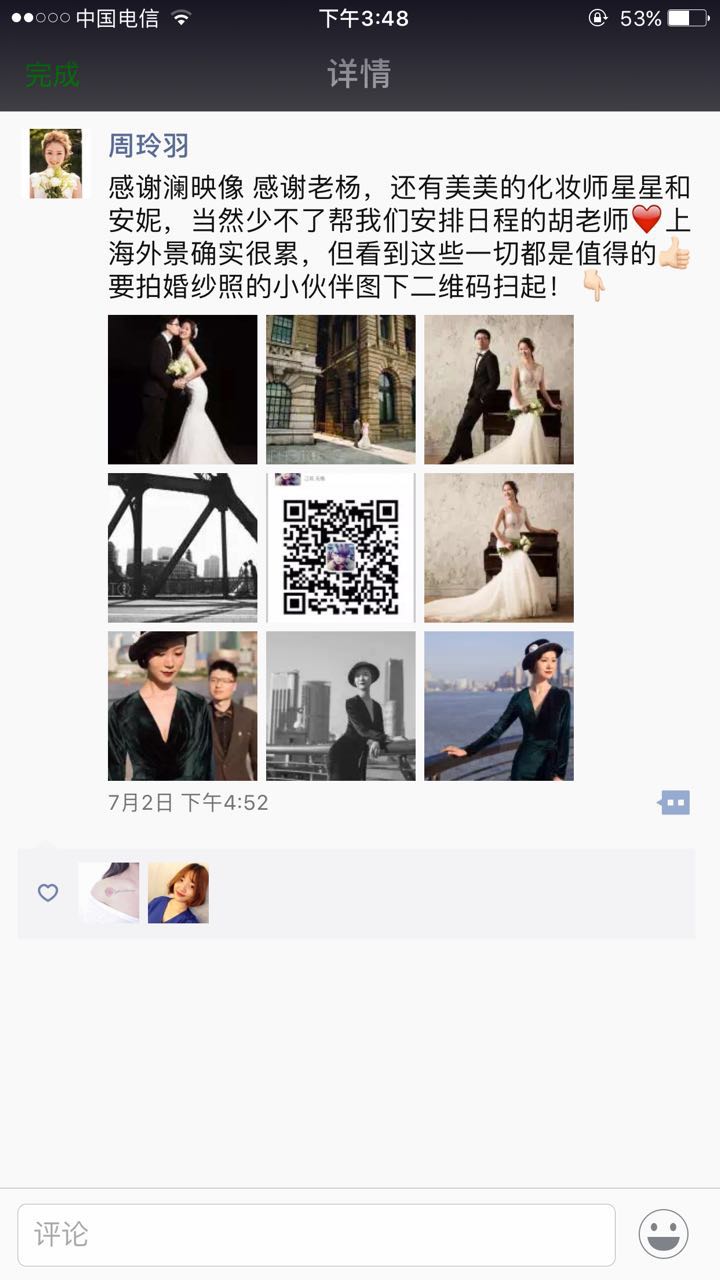 中国电信 下午3:48 53%
完成 详情
周玲羽
感谢澜映像 感谢老杨，还有美美的化妆师星星和
安妮，当然少不了帮我们安排日程的胡老师❤️上
海外景确实很累，但看到这些一切都是值得的👍🏻
要拍婚纱照的小伙伴图下二维码扫起！👇🏻
7月2日 下午4:52
评论